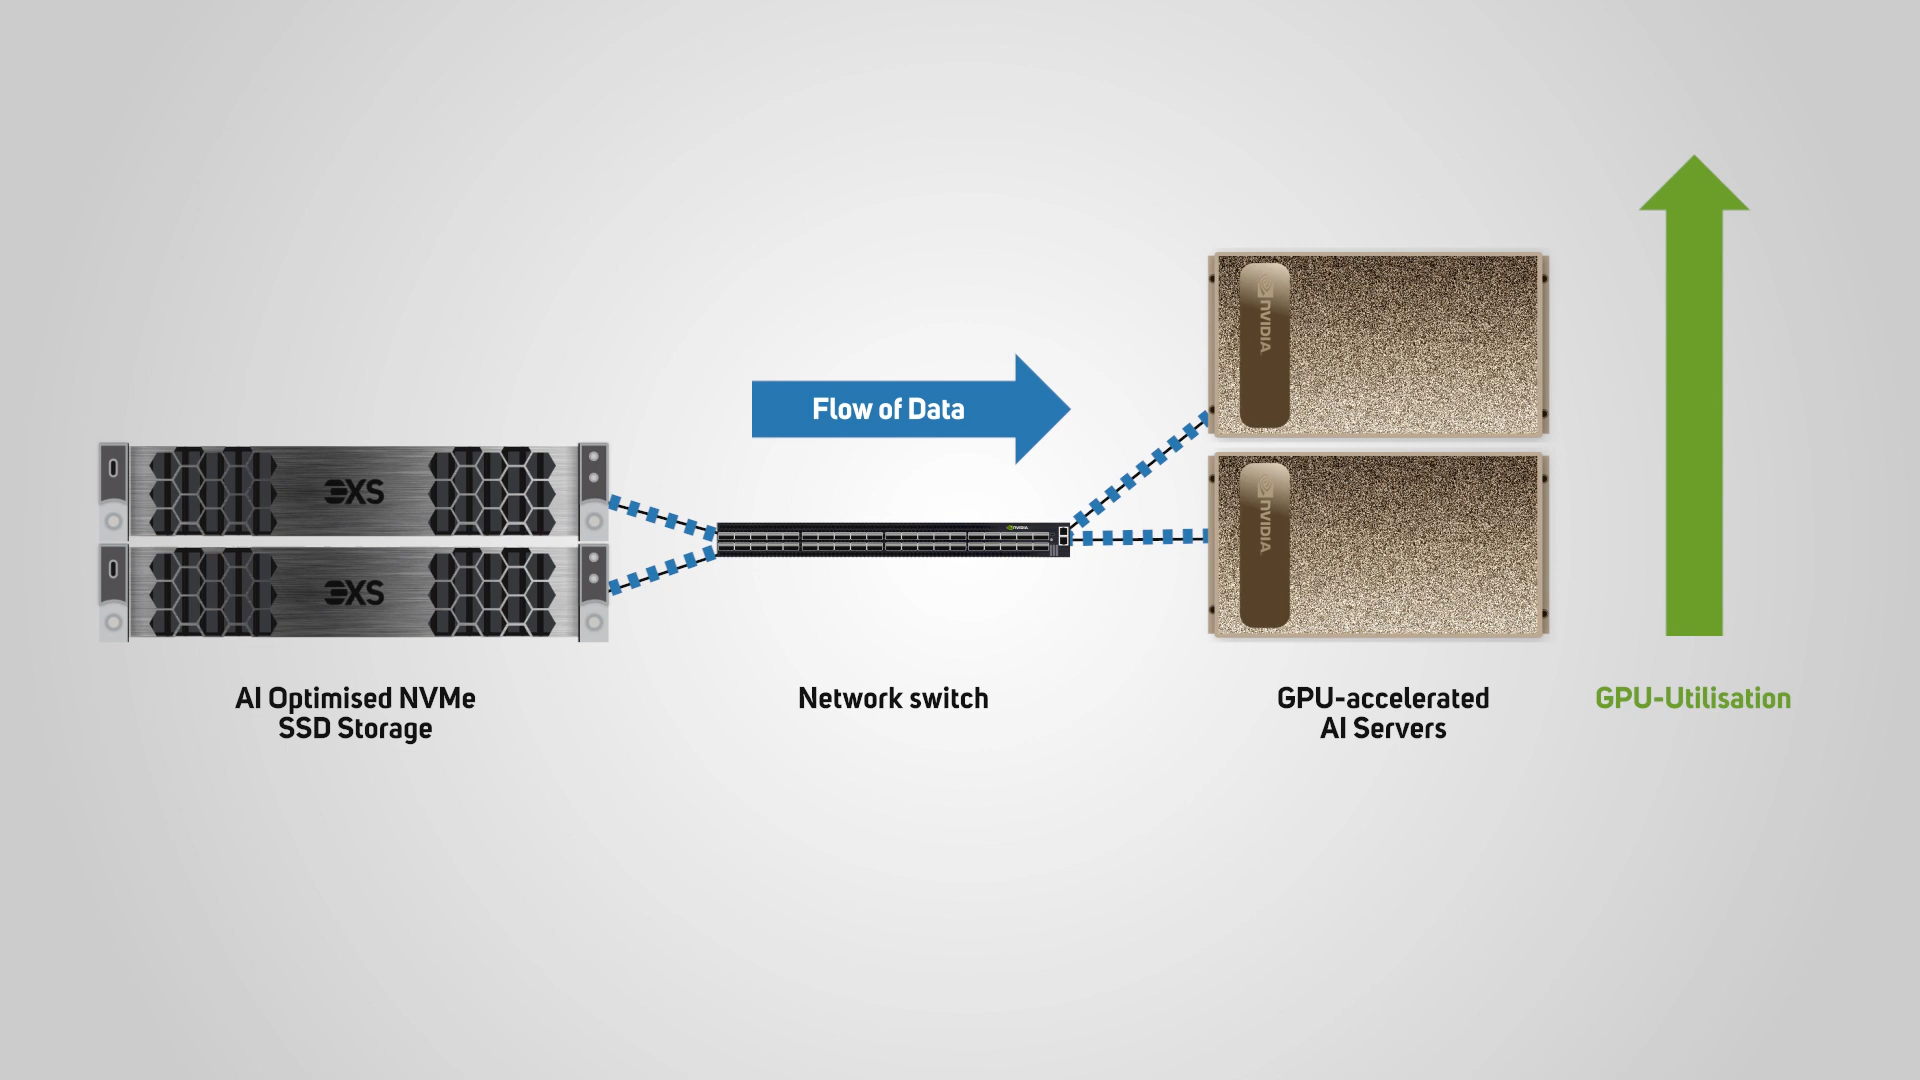 Flow of Data
3XS
3XS
NVIDIA
NVIDIA
NVIDIA
AI Optimised NVMe
SSD Storage
Network switch
GPU-accelerated
AI Servers
GPU-Utilisation